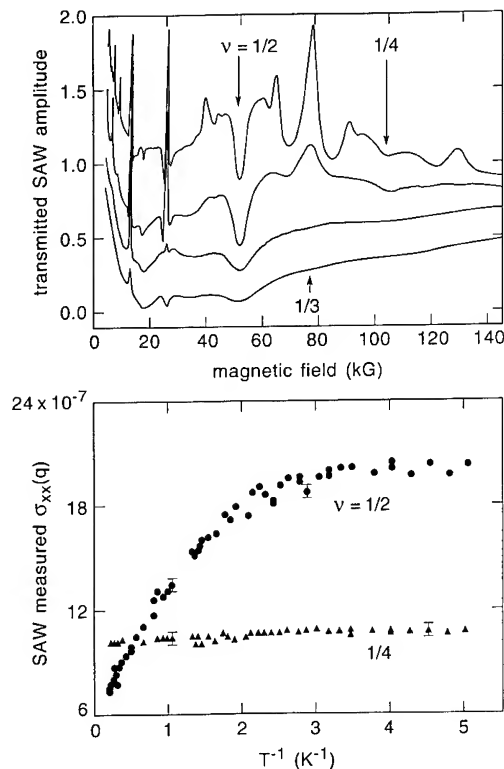 2.0
ν = 1/2
1/4
1.5
1.0
0.5
0.0
transmitted SAW amplitude
1/3
0 20 40 60 80 100 120 140
magnetic field (kG)
24 x 10⁻⁷
18
12
6
SAW measured σxx(q)
ν = 1/2
1/4
0 1 2 3 4 5
T⁻¹ (K⁻¹)